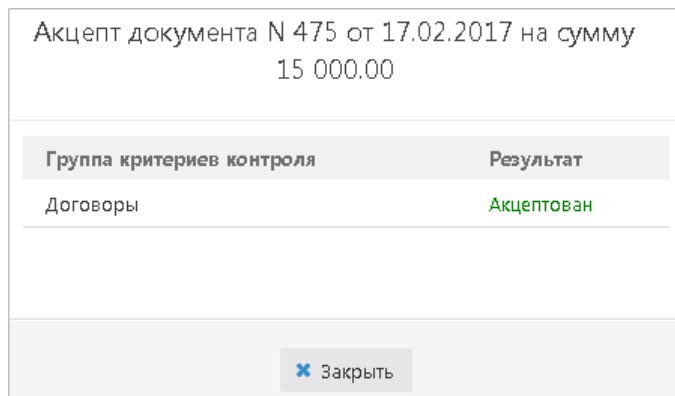 Акцепт документа N 475 от 17.02.2017 на сумму
15 000.00
Группа критериев контроля Результат
Договоры Акцептован
Закрыть